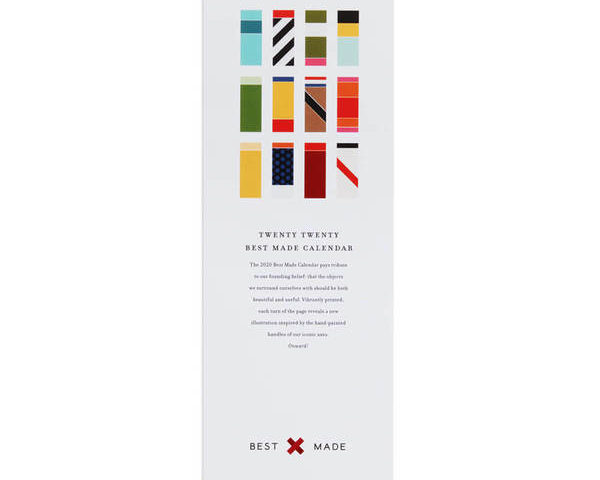 TWENTY TWENTY
BEST MADE CALENDAR
The 2020 Best Made Calendar pays tribute
to our founding belief: that the objects
we surround ourselves with should be both
beautiful and useful. Vibrantly printed,
each turn of the page reveals a new
illustration inspired by the hand-painted
handles of our iconic axes.
Onward!
BEST MADE